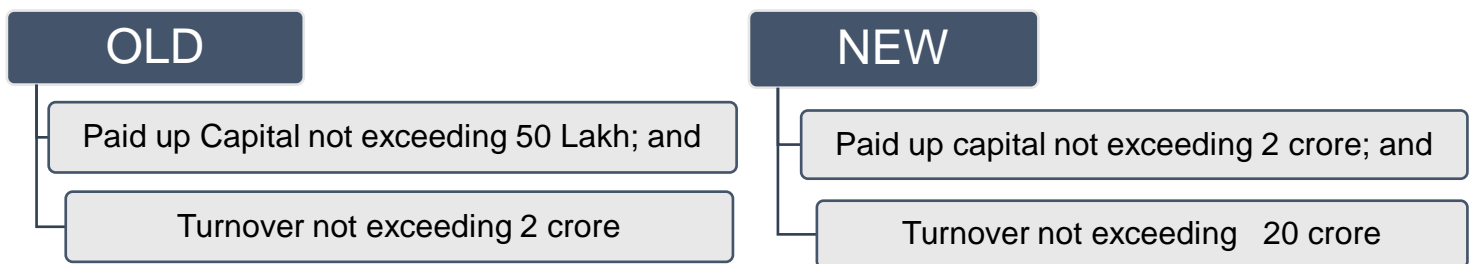 OLD
Paid up Capital not exceeding 50 Lakh; and
Turnover not exceeding 2 crore
NEW
Paid up capital not exceeding 2 crore; and
Turnover not exceeding 20 crore